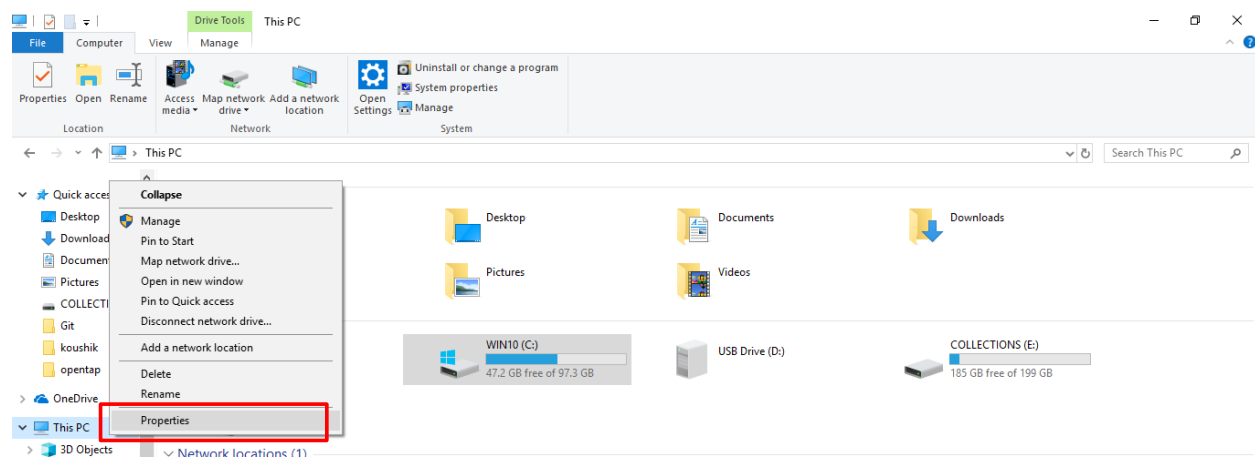 Drive Tools This PC
File Computer View Manage
Properties Open Rename Access media Map network drive Add a network location Open Settings Uninstall or change a program
System properties
Manage
Location Network System
This PC
Search This PC
Quick acces
Desktop
Download
Documen
Pictures
COLLECTI
Git
koushik
opentap
OneDrive
This PC
3D Objects
Collapse
Manage
Pin to Start
Map network drive...
Open in new window
Pin to Quick access
Disconnect network drive...
Add a network location
Delete
Rename
Properties
Desktop Documents Downloads
Pictures Videos
WIN10 (C:)
47.2 GB free of 97.3 GB
USB Drive (D:)
COLLECTIONS (E:)
185 GB free of 199 GB
Network locations (1)